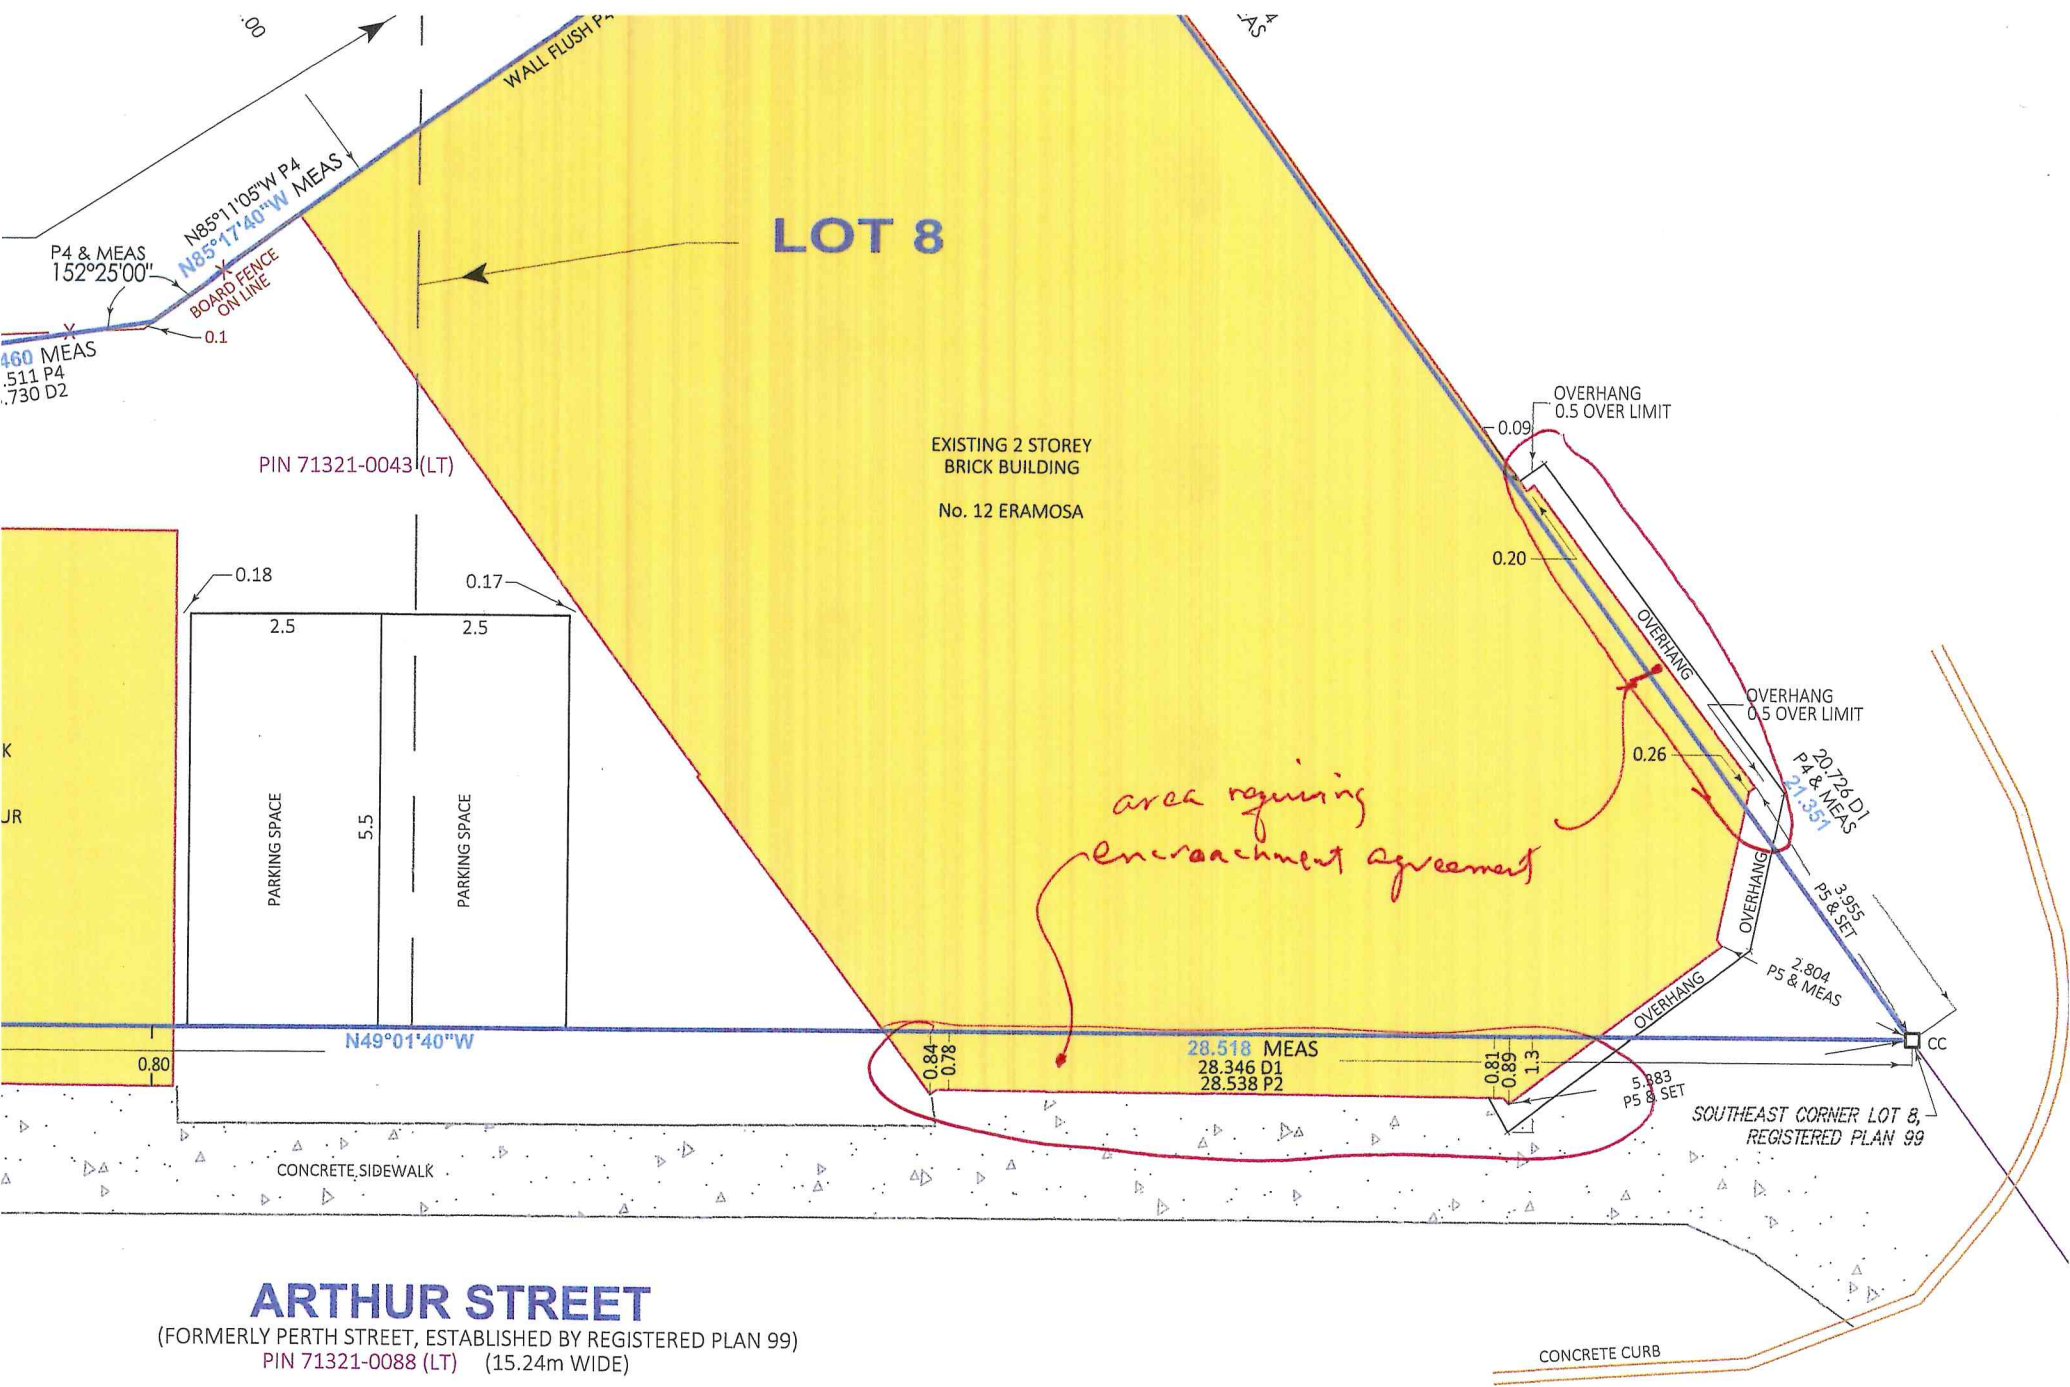 .00
WALL FLUSH P4
N85°11'05"W P4
N85°17'40"W MEAS
P4 & MEAS
152°25'00"
BOARD FENCE
ON LINE
0.1
460 MEAS
.511 P4
.730 D2
LOT 8
PIN 71321-0043 (LT)
EXISTING 2 STOREY
BRICK BUILDING
No. 12 ERAMOSA
OVERHANG
0.5 OVER LIMIT
0.09
0.20
OVERHANG
OVERHANG
0.5 OVER LIMIT
0.26
20.726 D1
P4 & MEAS
21.351
0.18
0.17
2.5
2.5
5.5
PARKING SPACE
PARKING SPACE
K
UR
area requiring
encroachment agreement
OVERHANG
3.955
P5 & SET
2.804
P5 & MEAS
OVERHANG
N49°01'40"W
0.80
0.84
0.78
28.518 MEAS
28.346 D1
28.538 P2
0.81
0.89
1.3
CC
5.383
P5 & SET
SOUTHEAST CORNER LOT 8,
REGISTERED PLAN 99
CONCRETE SIDEWALK
ARTHUR STREET
(FORMERLY PERTH STREET, ESTABLISHED BY REGISTERED PLAN 99)
PIN 71321-0088 (LT) (15.24m WIDE)
CONCRETE CURB